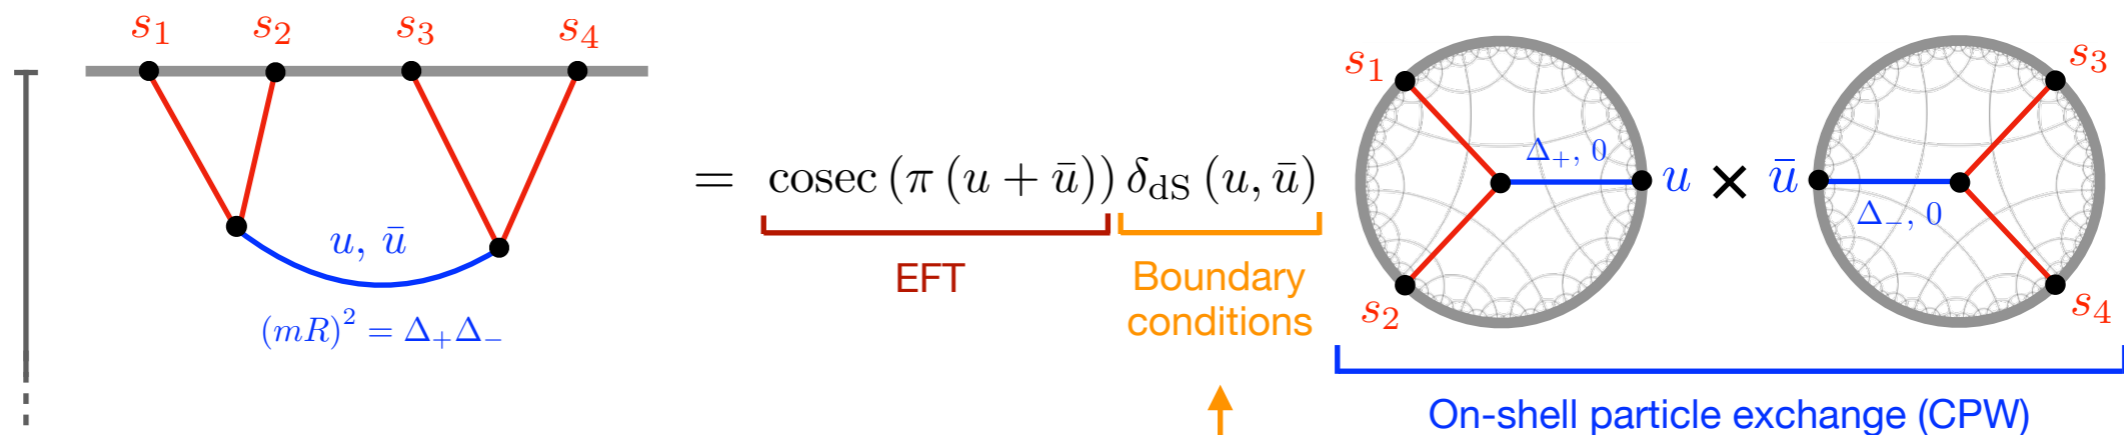 s₁ s₂ s₃ s₄
u, ū
(mR)² = Δ₊Δ₋
= cosec (π (u + ū)) δ_dS (u, ū)
EFT
Boundary
conditions
s₁
s₂
Δ₊, 0
u × ū
Δ₋, 0
s₃
s₄
On-shell particle exchange (CPW)